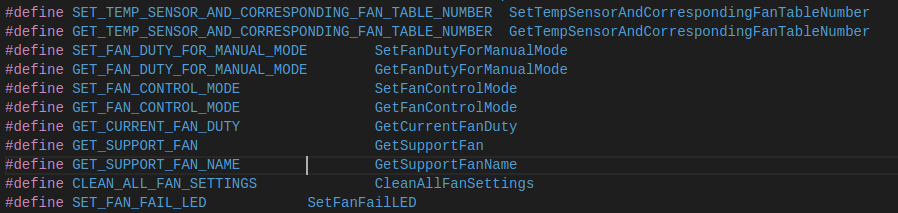 #define SET_TEMP_SENSOR_AND_CORRESPONDING_FAN_TABLE_NUMBER  SetTempSensorAndCorrespondingFanTableNumber
#define GET_TEMP_SENSOR_AND_CORRESPONDING_FAN_TABLE_NUMBER  GetTempSensorAndCorrespondingFanTableNumber
#define SET_FAN_DUTY_FOR_MANUAL_MODE        SetFanDutyForManualMode
#define GET_FAN_DUTY_FOR_MANUAL_MODE        GetFanDutyForManualMode
#define SET_FAN_CONTROL_MODE                SetFanControlMode
#define GET_FAN_CONTROL_MODE                GetFanControlMode
#define GET_CURRENT_FAN_DUTY                GetCurrentFanDuty
#define GET_SUPPORT_FAN                     GetSupportFan
#define GET_SUPPORT_FAN_NAME                GetSupportFanName
#define CLEAN_ALL_FAN_SETTINGS              CleanAllFanSettings
#define SET_FAN_FAIL_LED            SetFanFailLED